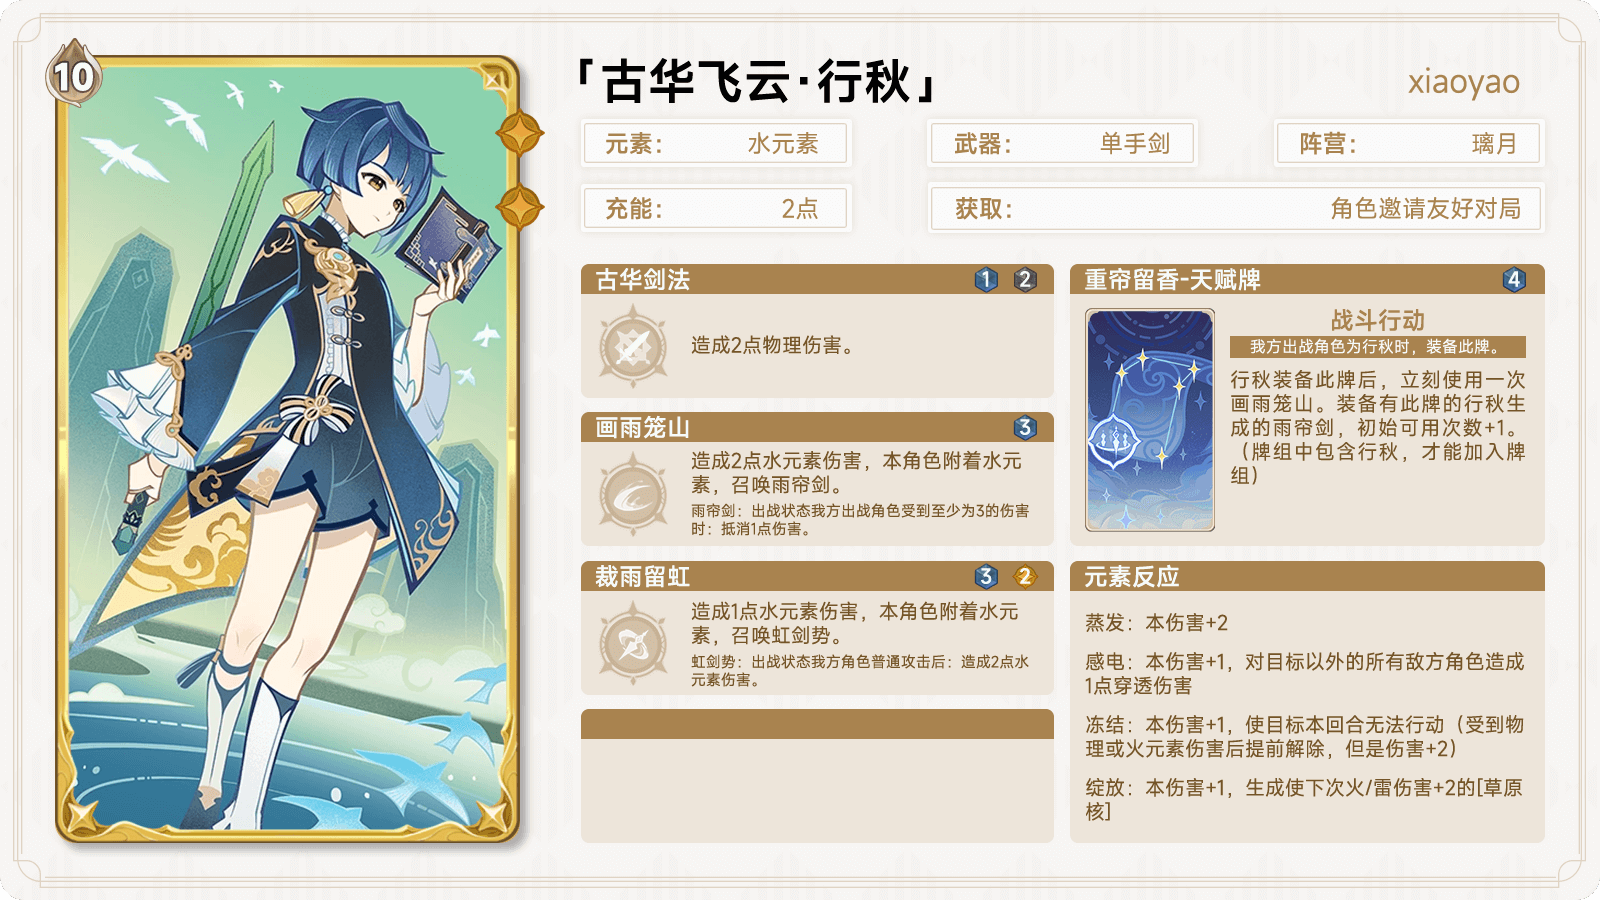 10
「古华飞云·行秋」
xiaoyao
元素： 水元素
武器： 单手剑
阵营： 璃月
充能： 2点
获取： 角色邀请友好对局
古华剑法 1 2
造成2点物理伤害。
画雨笼山 3
造成2点水元素伤害，本角色附着水元
素，召唤雨帘剑。
雨帘剑：出战状态我方出战角色受到至少为3的伤害
时：抵消1点伤害。
裁雨留虹 3 2
造成1点水元素伤害，本角色附着水元
素，召唤虹剑势。
虹剑势：出战状态我方角色普通攻击后：造成2点水
元素伤害。
重帘留香-天赋牌 4
战斗行动
我方出战角色为行秋时，装备此牌。
行秋装备此牌后，立刻使用一次
画雨笼山。装备有此牌的行秋生
成的雨帘剑，初始可用次数+1。
（牌组中包含行秋，才能加入牌
组）
元素反应
蒸发：本伤害+2
感电：本伤害+1，对目标以外的所有敌方角色造成
1点穿透伤害
冻结：本伤害+1，使目标本回合无法行动（受到物
理或火元素伤害后提前解除，但是伤害+2）
绽放：本伤害+1，生成使下次火/雷伤害+2的[草原
核]